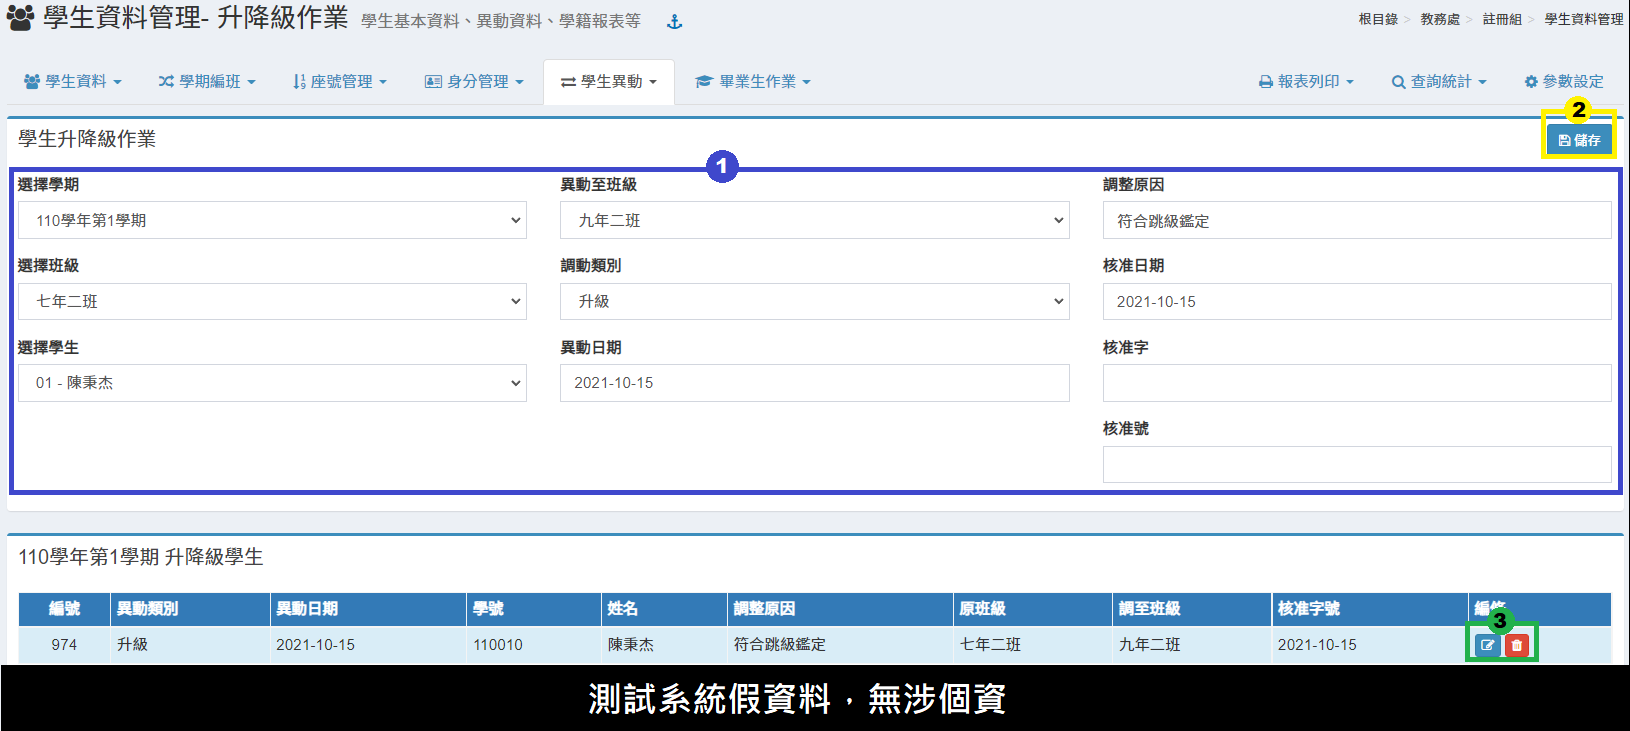 學生資料管理- 升降級作業 學生基本資料、異動資料、學籍報表等
根目錄 > 教務處 > 註冊組 > 學生資料管理
學生資料 學期編班 座號管理 身分管理 學生異動 畢業生作業 報表列印 查詢統計 參數設定
2
學生升降級作業 儲存
1
選擇學期 異動至班級 調整原因
110學年第1學期 九年二班 符合跳級鑑定
選擇班級 調動類別 核准日期
七年二班 升級 2021-10-15
選擇學生 異動日期 核准字
01 - 陳秉杰 2021-10-15
核准號
110學年第1學期 升降級學生
編號 異動類別 異動日期 學號 姓名 調整原因 原班級 調至班級 核准字號 編修
3
974 升級 2021-10-15 110010 陳秉杰 符合跳級鑑定 七年二班 九年二班 2021-10-15
測試系統假資料，無涉個資